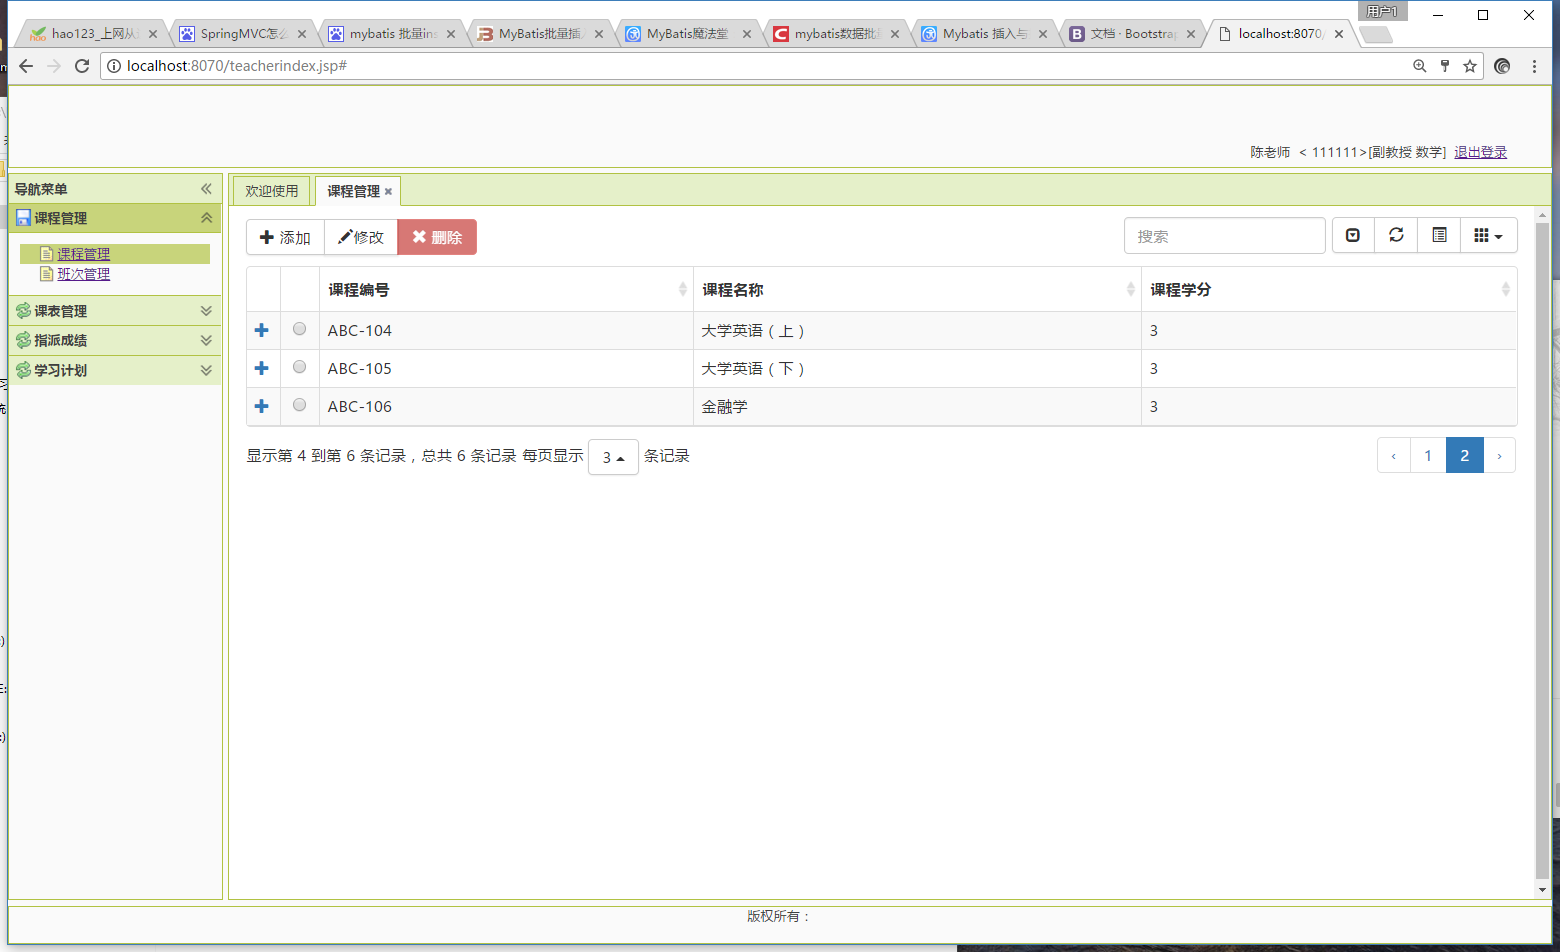 用户1
hao123_上网从
SpringMVC怎么
mybatis 批量ins
MyBatis批量插
MyBatis魔法堂
mybatis数据批
Mybatis 插入与
文档 · Bootstrap
localhost:8070/
localhost:8070/teacherindex.jsp#
陈老师 < 111111>[副教授 数学] 退出登录
导航菜单
课程管理
课程管理
班次管理
课表管理
指派成绩
学习计划
欢迎使用 课程管理
添加 修改 删除 搜索
课程编号 课程名称 课程学分
ABC-104 大学英语（上） 3
ABC-105 大学英语（下） 3
ABC-106 金融学 3
显示第 4 到第 6 条记录，总共 6 条记录 每页显示 3 条记录 ‹ 1 2 ›
版权所有：